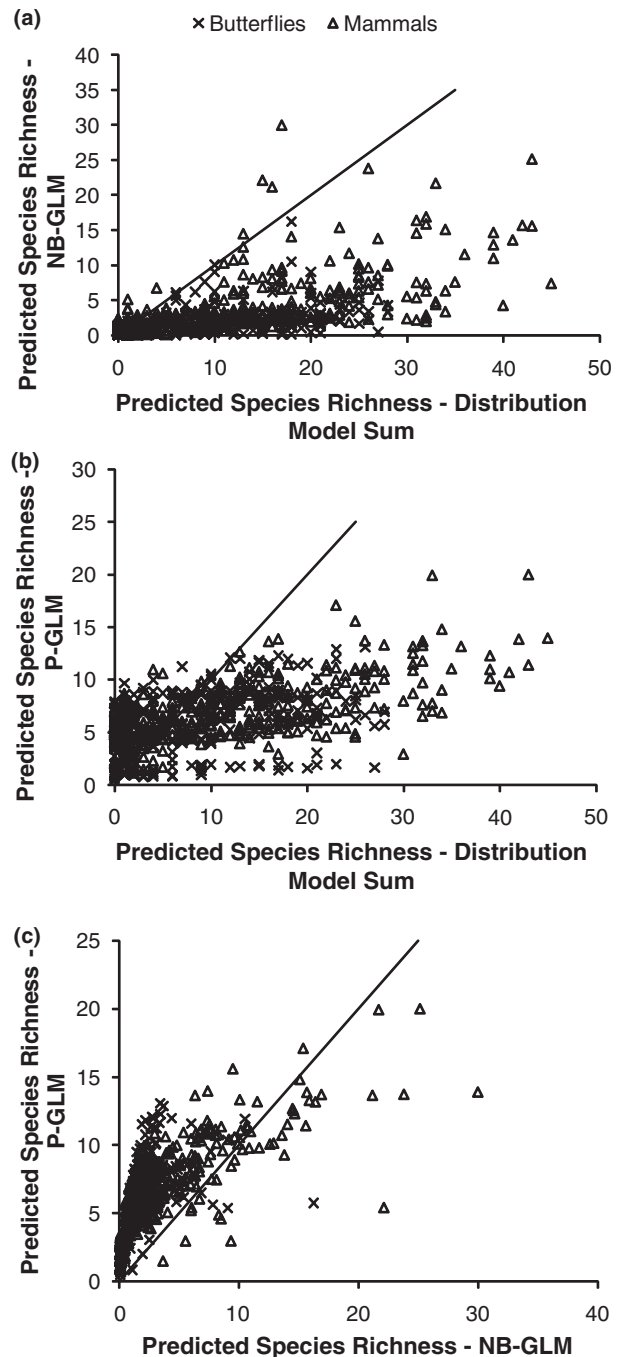 (a)
× Butterflies △ Mammals
Predicted Species Richness -
NB-GLM
40
35
30
25
20
15
10
5
0
0 10 20 30 40 50
Predicted Species Richness - Distribution
Model Sum
(b)
Predicted Species Richness -
P-GLM
30
25
20
15
10
5
0
0 10 20 30 40 50
Predicted Species Richness - Distribution
Model Sum
(c)
Predicted Species Richness -
P-GLM
25
20
15
10
5
0
0 10 20 30 40
Predicted Species Richness - NB-GLM